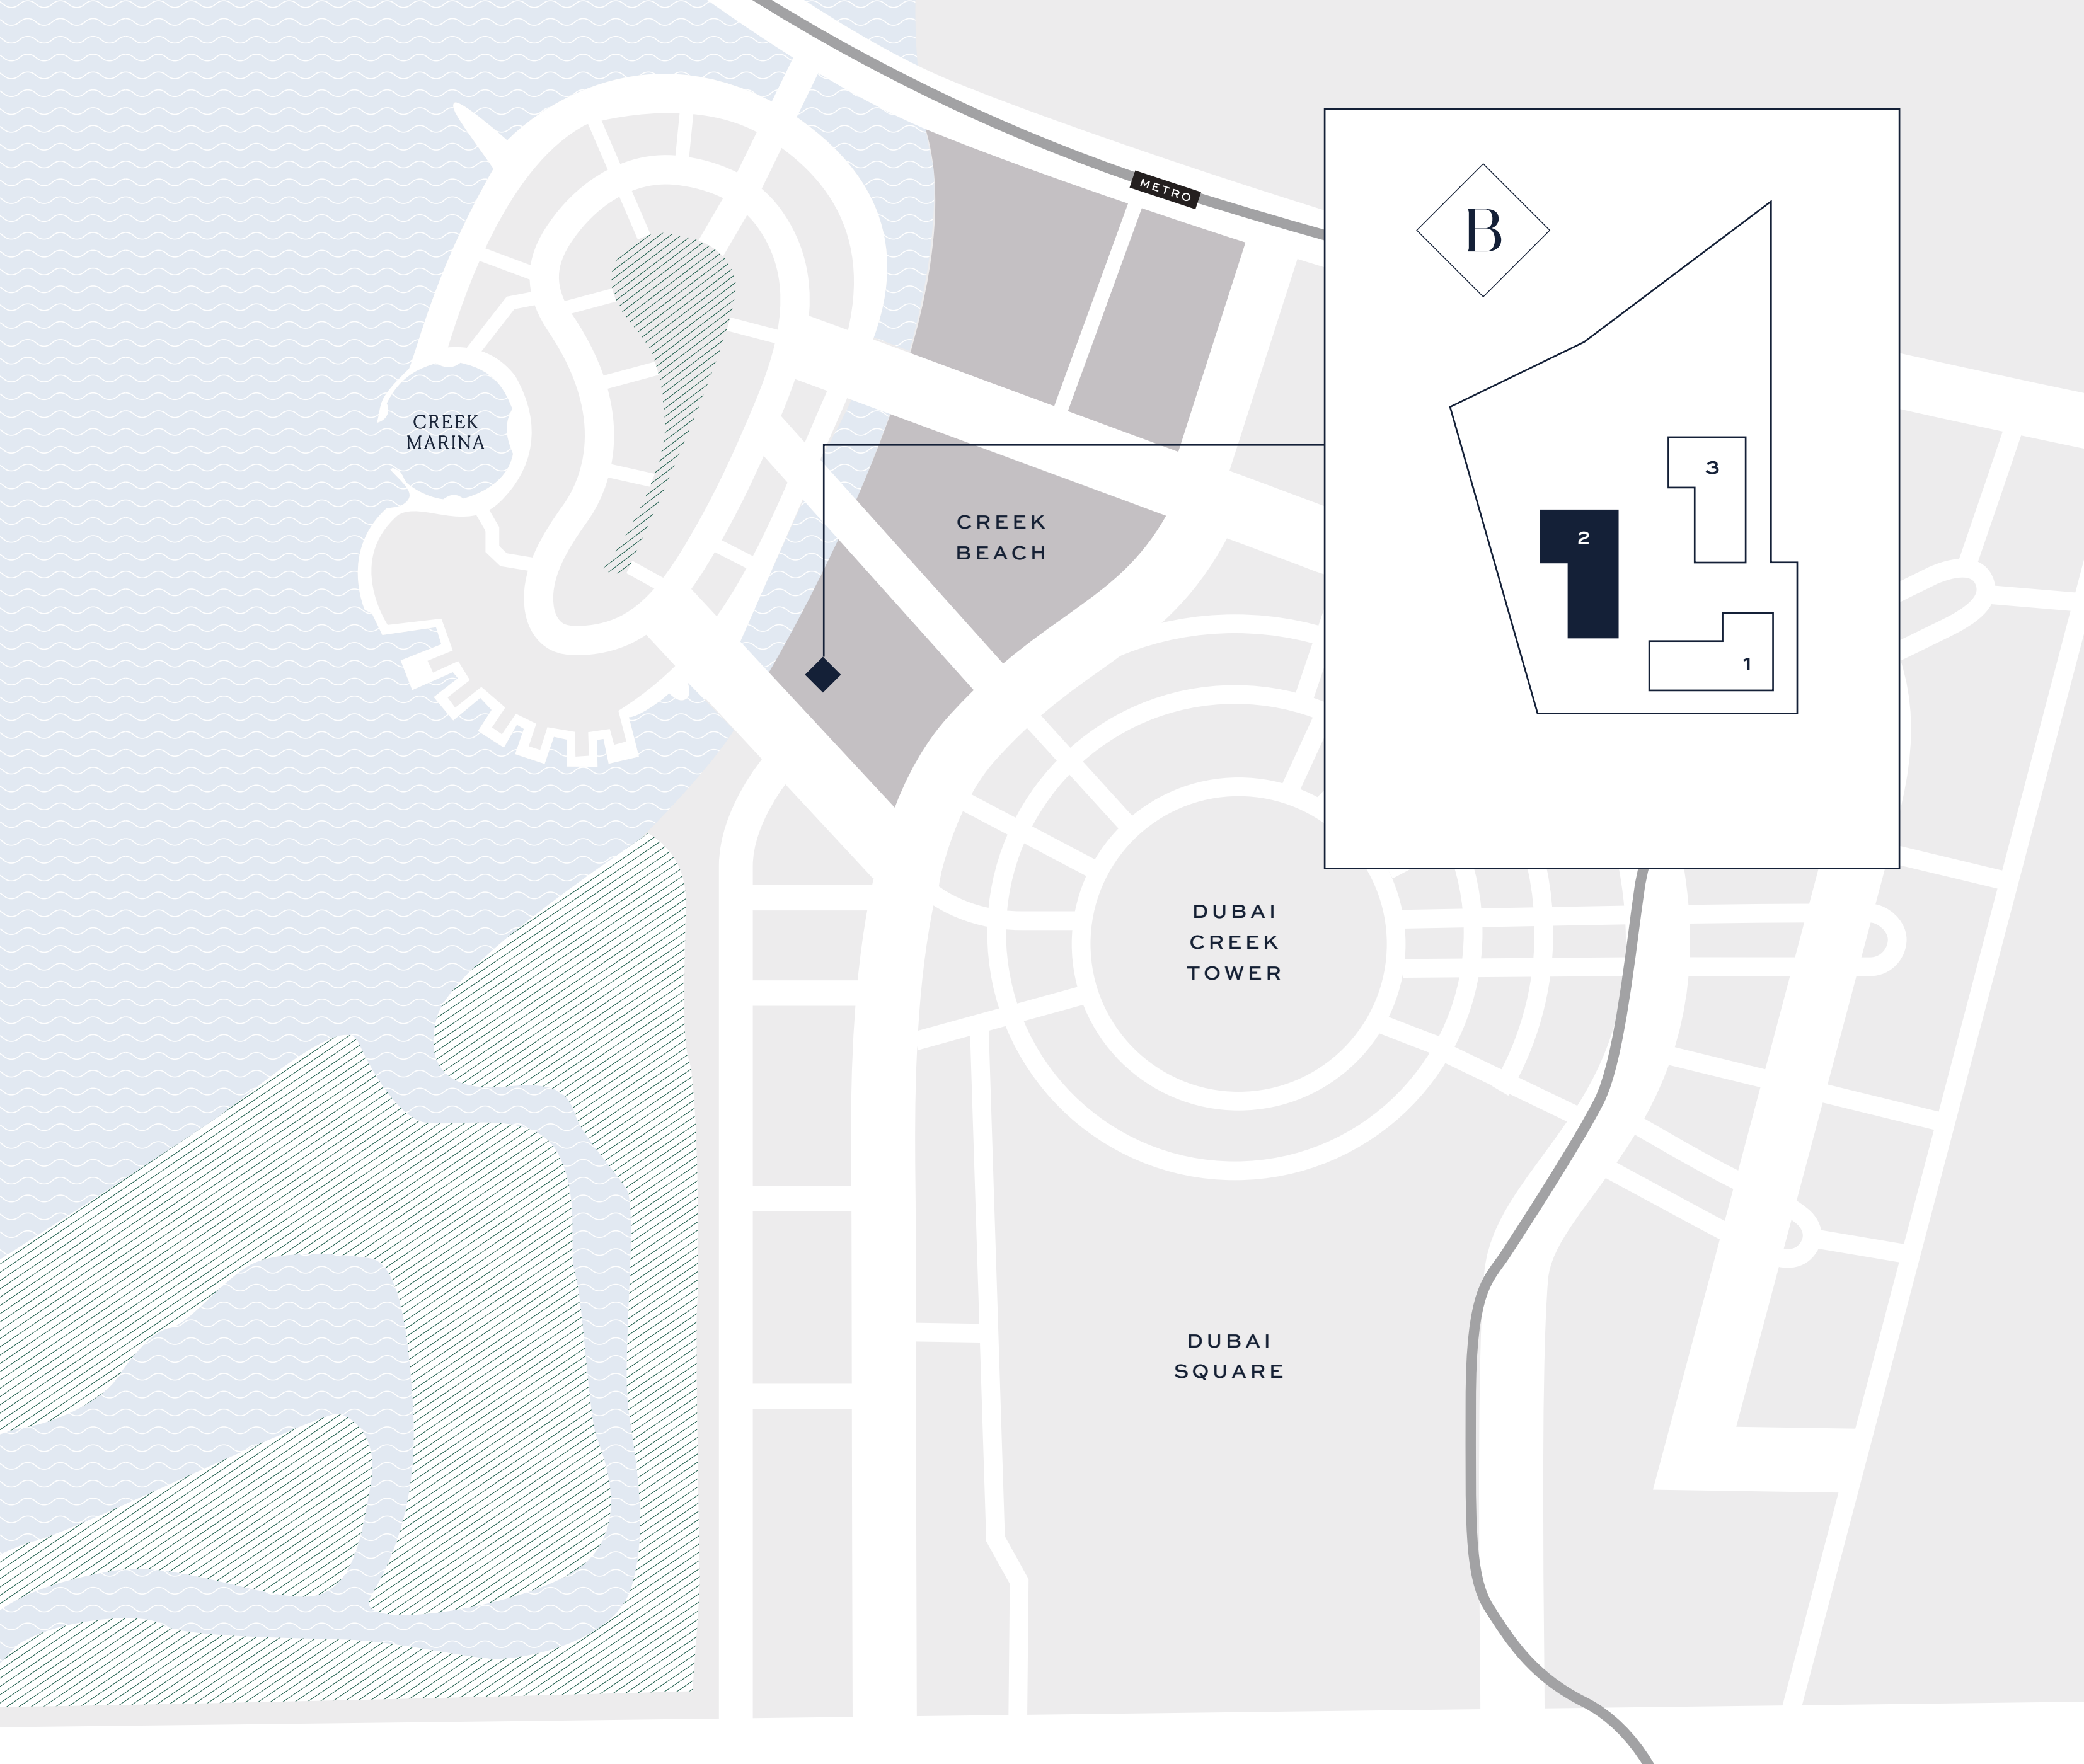 METRO
B
CREEK
MARINA
3
CREEK
BEACH
2
1
DUBAI
CREEK
TOWER
DUBAI
SQUARE